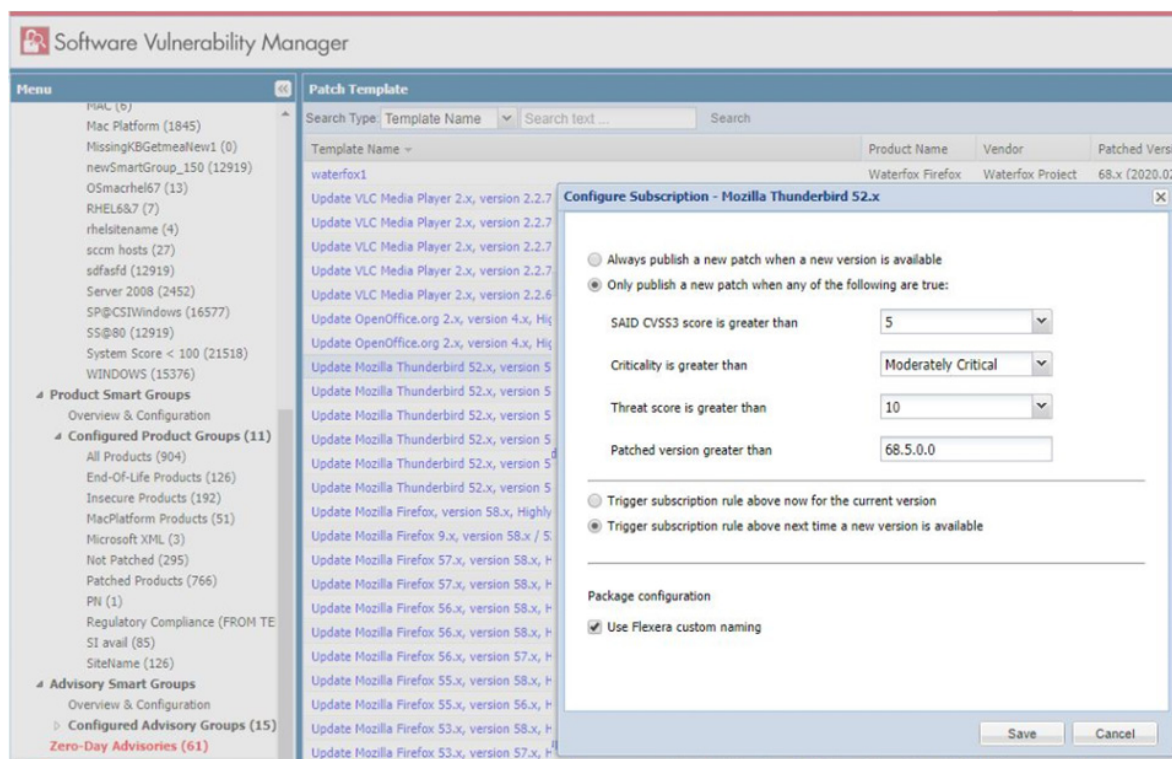 Software Vulnerability Manager
Menu
MAC (6)
Mac Platform (1845)
MissingKBGetmeaNew1 (0)
newSmartGroup_150 (12919)
OSmacrhel67 (13)
RHEL6&7 (7)
rhelsitename (4)
sccm hosts (27)
sdfasfd (12919)
Server 2008 (2452)
SP@CSIWindows (16577)
SS@80 (12919)
System Score < 100 (21518)
WINDOWS (15376)
Product Smart Groups
Overview & Configuration
Configured Product Groups (11)
All Products (904)
End-Of-Life Products (126)
Insecure Products (192)
MacPlatform Products (51)
Microsoft XML (3)
Not Patched (295)
Patched Products (766)
PN (1)
Regulatory Compliance (FROM TE
SI avail (85)
SiteName (126)
Advisory Smart Groups
Overview & Configuration
Configured Advisory Groups (15)
Zero-Day Advisories (61)
Patch Template
Search Type: Template Name Search text ... Search
Template Name Product Name Vendor Patched Versi
waterfox1 Waterfox Firefox Waterfox Project 68.x (2020.02
Update VLC Media Player 2.x, version 2.2.7
Update VLC Media Player 2.x, version 2.2.7
Update VLC Media Player 2.x, version 2.2.7
Update VLC Media Player 2.x, version 2.2.7
Update VLC Media Player 2.x, version 2.2.6
Update OpenOffice.org 2.x, version 4.x, Hig
Update OpenOffice.org 2.x, version 4.x, Hig
Update Mozilla Thunderbird 52.x, version 5
Update Mozilla Thunderbird 52.x, version 5
Update Mozilla Thunderbird 52.x, version 5
Update Mozilla Thunderbird 52.x, version 5
Update Mozilla Thunderbird 52.x, version 5
Update Mozilla Thunderbird 52.x, version 5
Update Mozilla Firefox, version 58.x, Highly
Update Mozilla Firefox 9.x, version 58.x / 5
Update Mozilla Firefox 57.x, version 58.x, H
Update Mozilla Firefox 57.x, version 58.x, H
Update Mozilla Firefox 56.x, version 58.x, H
Update Mozilla Firefox 56.x, version 58.x, H
Update Mozilla Firefox 56.x, version 57.x, H
Update Mozilla Firefox 55.x, version 58.x, H
Update Mozilla Firefox 55.x, version 56.x, H
Update Mozilla Firefox 53.x, version 58.x, H
Update Mozilla Firefox 53.x, version 57.x, H
Configure Subscription - Mozilla Thunderbird 52.x
Always publish a new patch when a new version is available
Only publish a new patch when any of the following are true:
SAID CVSS3 score is greater than 5
Criticality is greater than Moderately Critical
Threat score is greater than 10
Patched version greater than 68.5.0.0
Trigger subscription rule above now for the current version
Trigger subscription rule above next time a new version is available
Package configuration
Use Flexera custom naming
Save Cancel